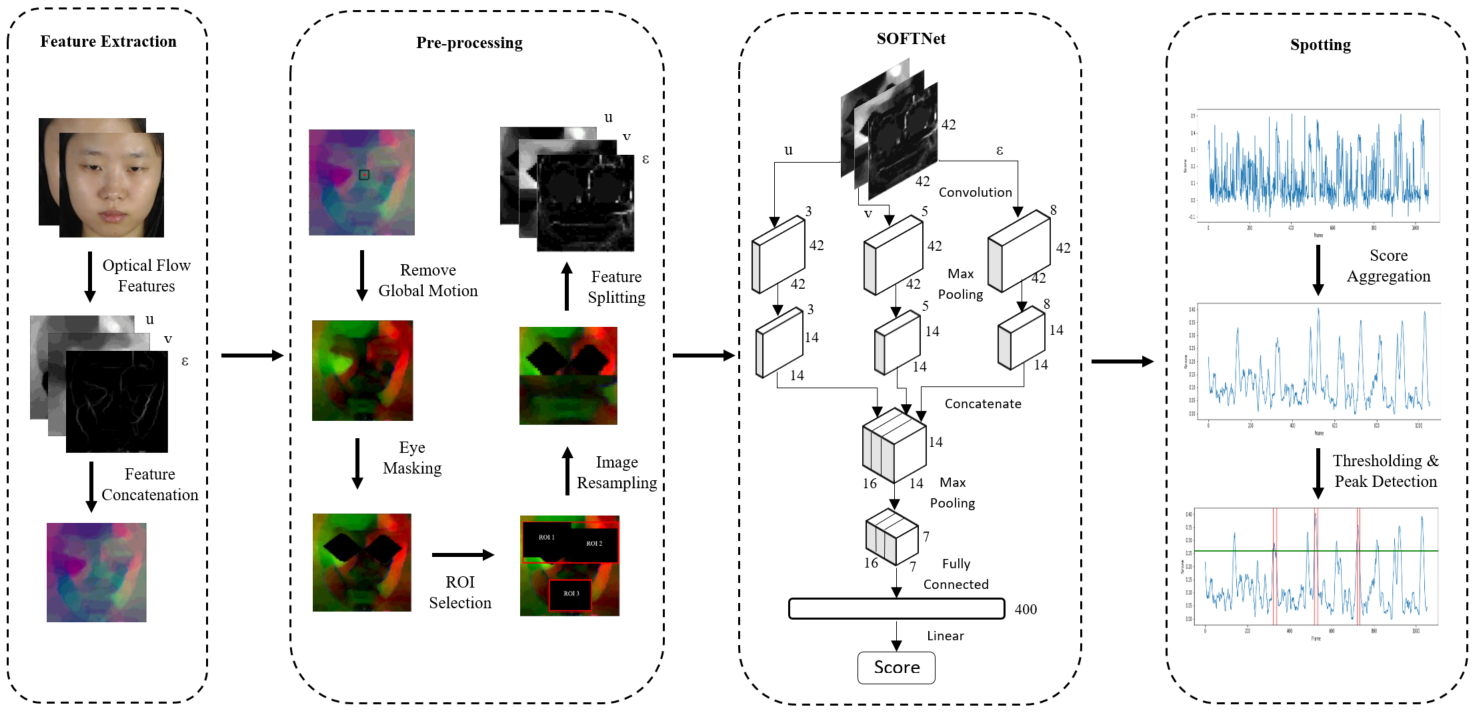 Feature Extraction
Optical Flow
Features
u
v
ε
Feature
Concatenation
Pre-processing
Remove
Global Motion
Eye
Masking
ROI
Selection
ROI 1
ROI 2
ROI 3
Image
Resampling
Feature
Splitting
u
v
ε
SOFTNet
42
42
u
v
ε
Convolution
3
42
42
5
42
42
8
42
42
Max
Pooling
3
14
14
5
14
14
8
14
14
Concatenate
14
16
14
Max
Pooling
7
16
7
Fully
Connected
400
Linear
Score
Spotting
Score
Aggregation
Thresholding &
Peak Detection